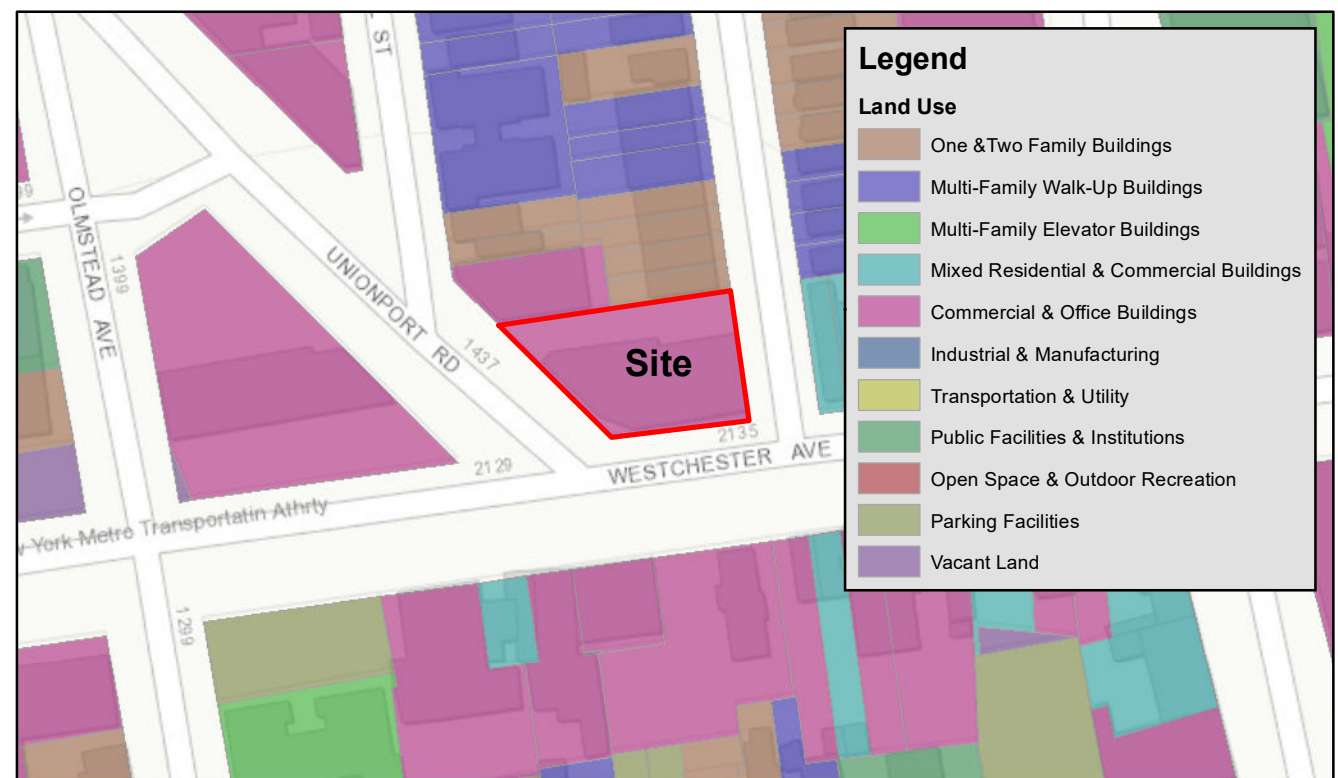 ST
Legend
Land Use
One &Two Family Buildings
Multi-Family Walk-Up Buildings
Multi-Family Elevator Buildings
Mixed Residential & Commercial Buildings
Commercial & Office Buildings
Industrial & Manufacturing
Transportation & Utility
Public Facilities & Institutions
Open Space & Outdoor Recreation
Parking Facilities
Vacant Land
OLMSTEAD AVE
1399
UNIONPORT RD
1437
Site
2135
2129
WESTCHESTER AVE
York Metro Transportatin Athrty
1299